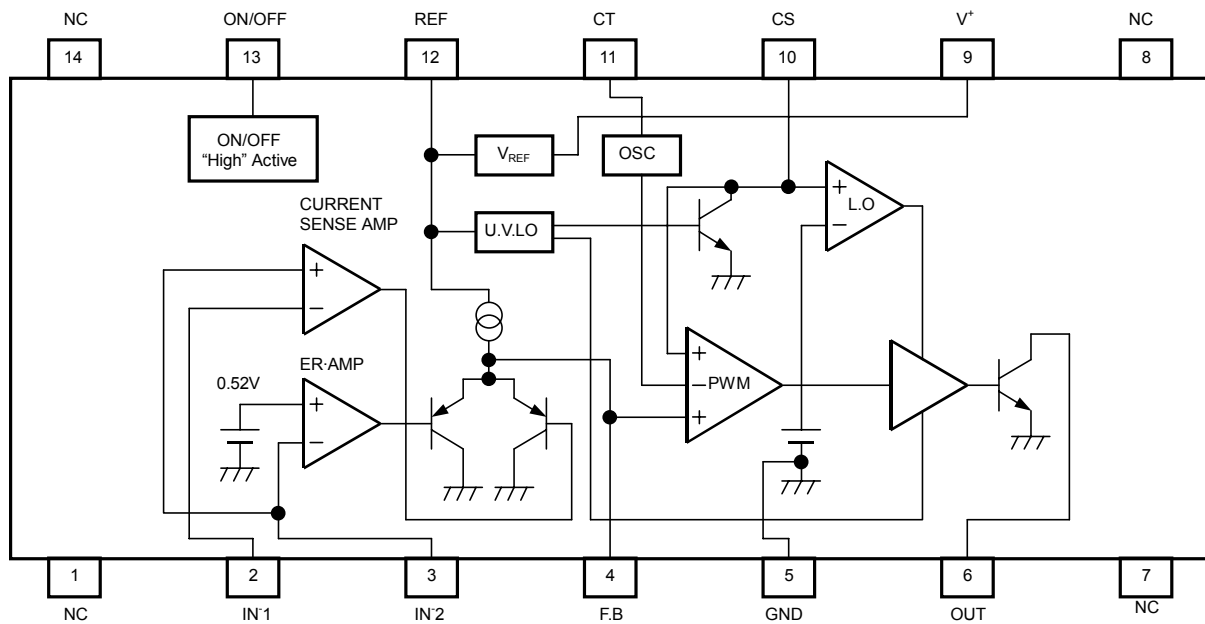 NC ON/OFF REF CT CS V⁺ NC
14 13 12 11 10 9 8
ON/OFF
"High" Active
V_REF
OSC
CURRENT
SENSE AMP
U.V.LO
+
−
L.O
+
−
ER·AMP
0.52V
+
−
+
−
+
PWM
1 2 3 4 5 6 7
NC IN⁻1 IN⁻2 F.B GND OUT NC